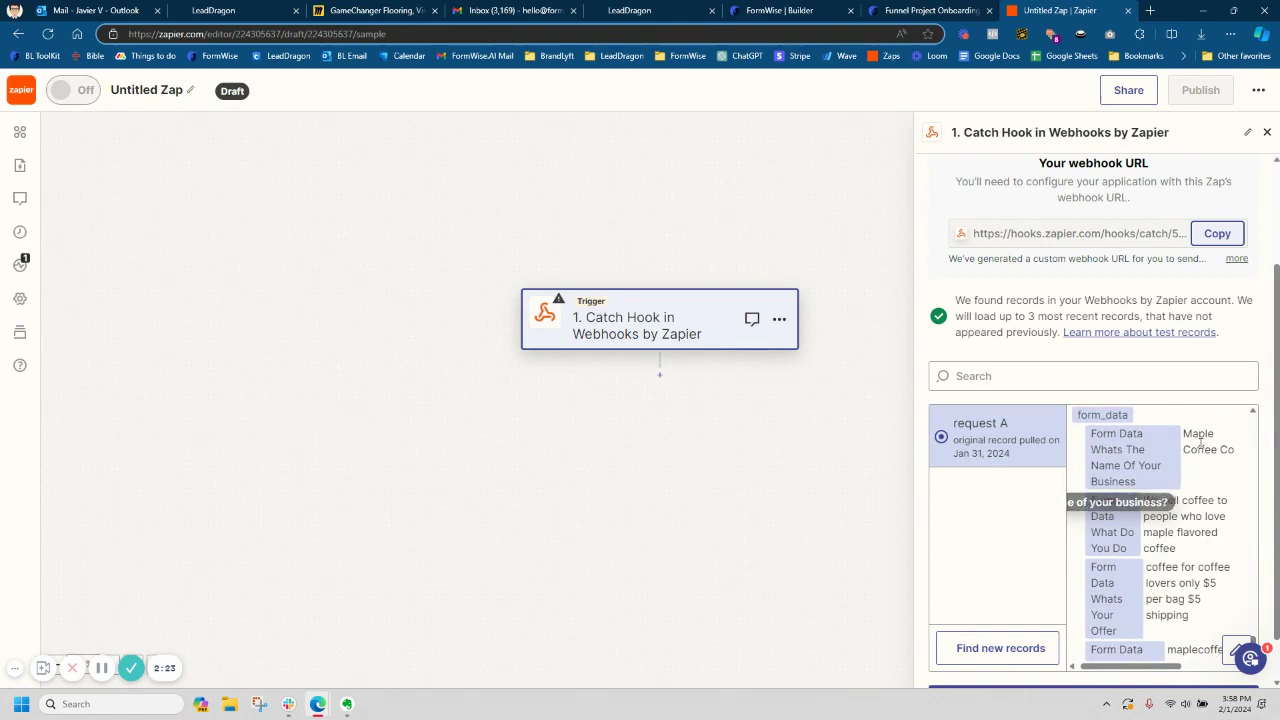 Mail - Javier V - Outlook
LeadDragon
GameChanger Flooring, Vi
Inbox (3,169) - hello@form
LeadDragon
FormWise | Builder
Funnel Project Onboarding
Untitled Zap | Zapier
https://zapier.com/editor/224305637/draft/224305637/sample
BL ToolKit
Bible
Things to do
FormWise
LeadDragon
BL Email
Calendar
FormWise.AI Mail
BrandLyft
LeadDragon
FormWise
ChatGPT
Stripe
Wave
Zaps
Loom
Google Sheets
Bookmarks
Other favorites
zapier
Off
Untitled Zap
Draft
Share
Publish
1. Catch Hook in Webhooks by Zapier
Your webhook URL
You'll need to configure your application with this Zap's
webhook URL.
https://hooks.zapier.com/hooks/catch/5...
Copy
We've generated a custom webhook URL for you to send...
more
1
Trigger
1. Catch Hook in
Webhooks by Zapier
We found records in your Webhooks by Zapier account. We
will load up to 3 most recent records, that have not
appeared previously. Learn more about test records.
Search
request A
original record pulled on
Jan 31, 2024
form_data
Form Data
Whats The
Name Of Your
Business
Maple
Coffee Co
e of your business?
ll coffee to
Data
What Do
You Do
people who love
maple flavored
coffee
Form
Data
Whats
Your
Offer
coffee for coffee
lovers only $5
per bag $5
shipping
Form Data
maplecoffe
Find new records
1
2:23
Search
3:58 PM
2/1/2024